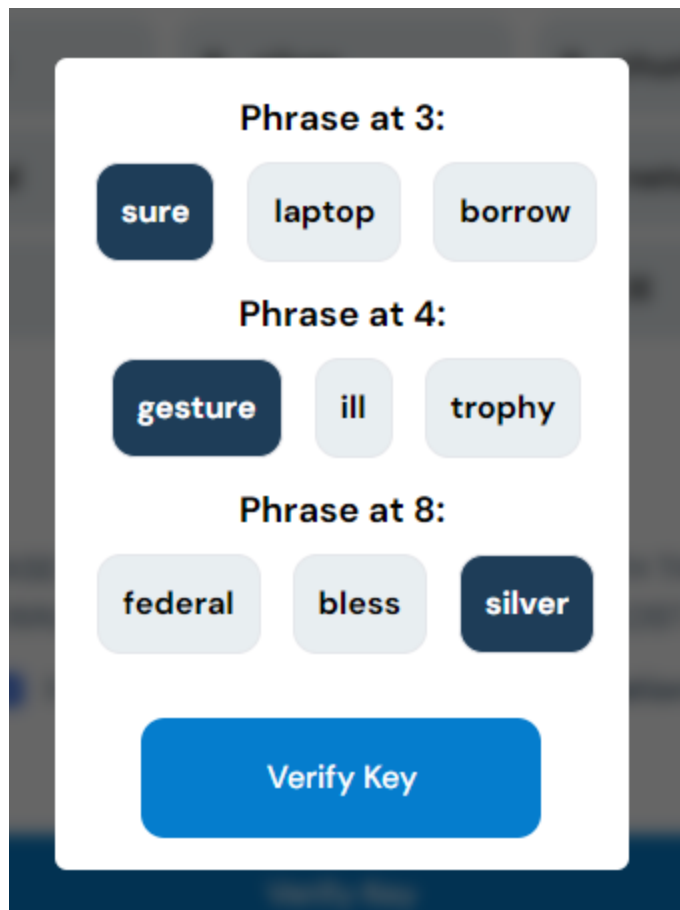 Phrase at 3:
sure laptop borrow
Phrase at 4:
gesture ill trophy
Phrase at 8:
federal bless silver
Verify Key